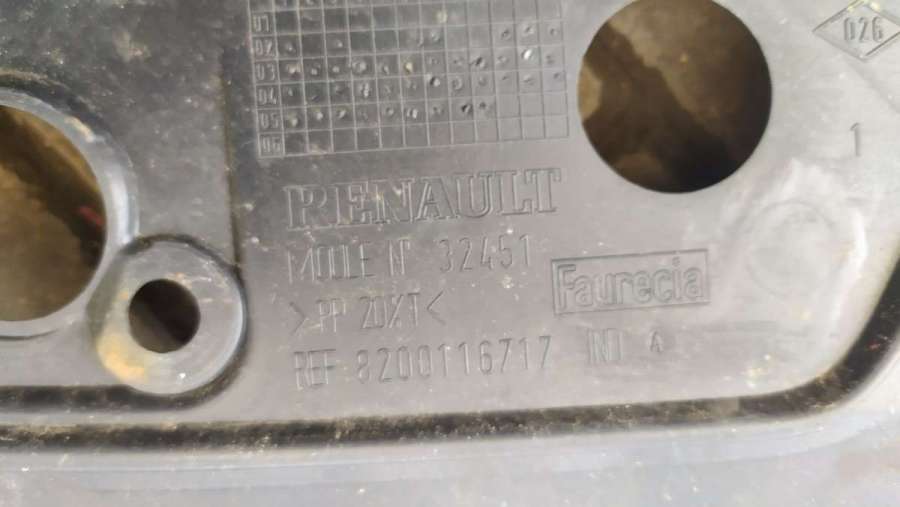 01
02
03
04
05
06
026
1
RENAULT
MOULE N° 32451
Faurecia
>PP 20%T<
REF 8200116717 IND A